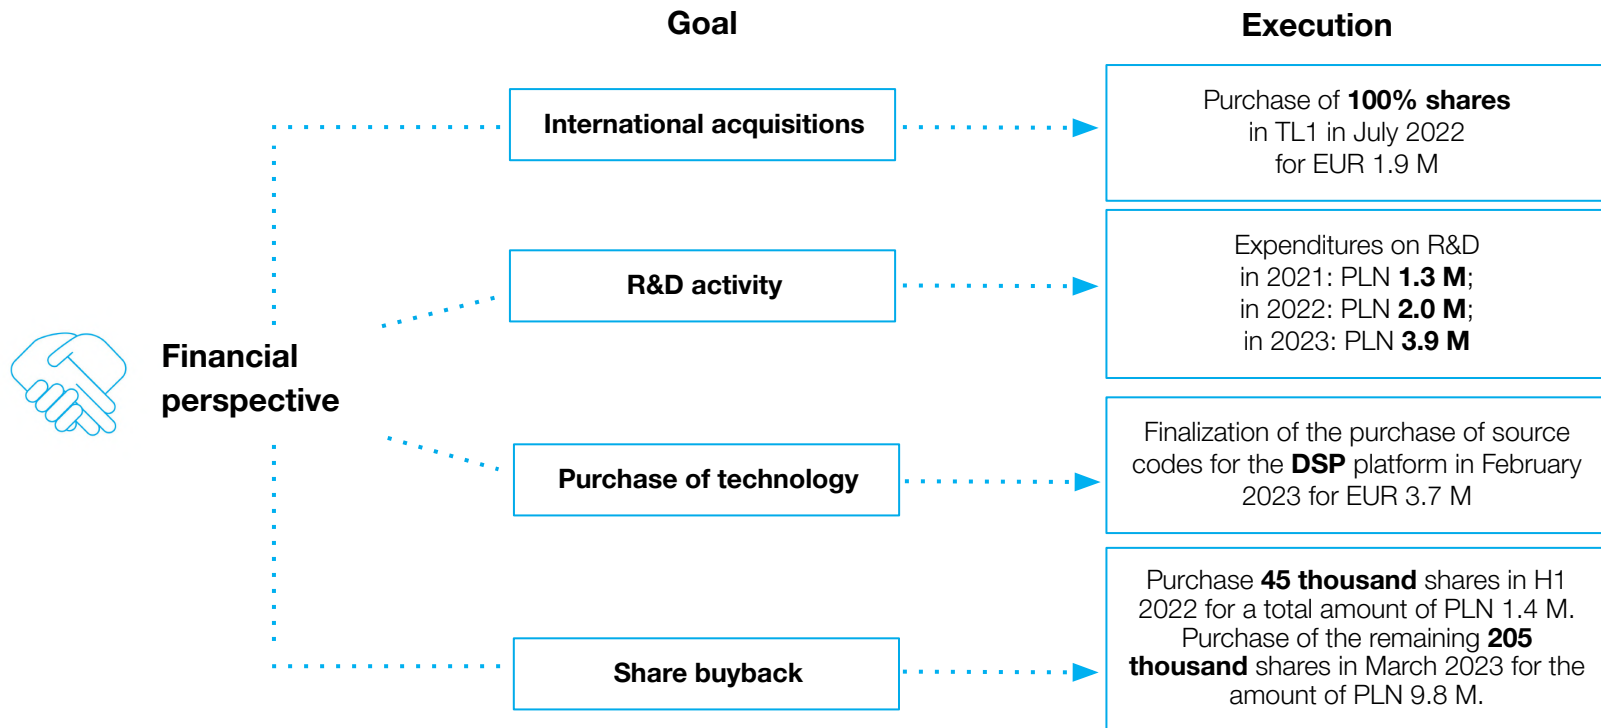 Goal
Execution
Financial
perspective
International acquisitions
Purchase of 100% shares
in TL1 in July 2022
for EUR 1.9 M
R&D activity
Expenditures on R&D
in 2021: PLN 1.3 M;
in 2022: PLN 2.0 M;
in 2023: PLN 3.9 M
Purchase of technology
Finalization of the purchase of source
codes for the DSP platform in February
2023 for EUR 3.7 M
Share buyback
Purchase 45 thousand shares in H1
2022 for a total amount of PLN 1.4 M.
Purchase of the remaining 205
thousand shares in March 2023 for the
amount of PLN 9.8 M.